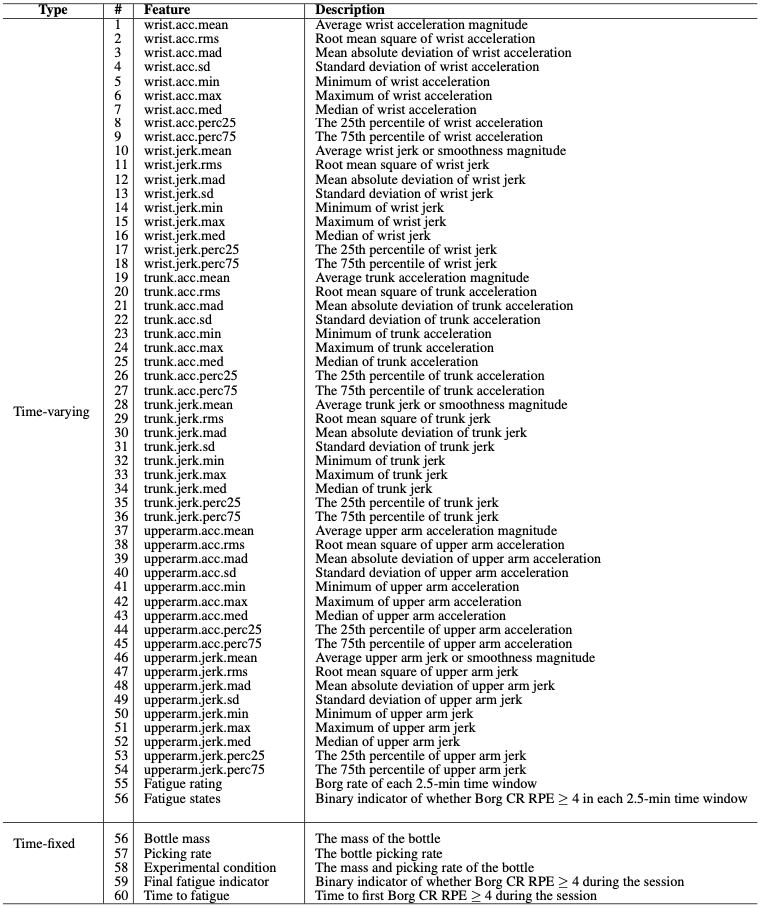 Type # Feature Description
1 wrist.acc.mean Average wrist acceleration magnitude
2 wrist.acc.rms Root mean square of wrist acceleration
3 wrist.acc.mad Mean absolute deviation of wrist acceleration
4 wrist.acc.sd Standard deviation of wrist acceleration
5 wrist.acc.min Minimum of wrist acceleration
6 wrist.acc.max Maximum of wrist acceleration
7 wrist.acc.med Median of wrist acceleration
8 wrist.acc.perc25 The 25th percentile of wrist acceleration
9 wrist.acc.perc75 The 75th percentile of wrist acceleration
10 wrist.jerk.mean Average wrist jerk or smoothness magnitude
11 wrist.jerk.rms Root mean square of wrist jerk
12 wrist.jerk.mad Mean absolute deviation of wrist jerk
13 wrist.jerk.sd Standard deviation of wrist jerk
14 wrist.jerk.min Minimum of wrist jerk
15 wrist.jerk.max Maximum of wrist jerk
16 wrist.jerk.med Median of wrist jerk
17 wrist.jerk.perc25 The 25th percentile of wrist jerk
18 wrist.jerk.perc75 The 75th percentile of wrist jerk
19 trunk.acc.mean Average trunk acceleration magnitude
20 trunk.acc.rms Root mean square of trunk acceleration
21 trunk.acc.mad Mean absolute deviation of trunk acceleration
22 trunk.acc.sd Standard deviation of trunk acceleration
23 trunk.acc.min Minimum of trunk acceleration
24 trunk.acc.max Maximum of trunk acceleration
25 trunk.acc.med Median of trunk acceleration
26 trunk.acc.perc25 The 25th percentile of trunk acceleration
27 trunk.acc.perc75 The 75th percentile of trunk acceleration
Time-varying 28 trunk.jerk.mean Average trunk jerk or smoothness magnitude
29 trunk.jerk.rms Root mean square of trunk jerk
30 trunk.jerk.mad Mean absolute deviation of trunk jerk
31 trunk.jerk.sd Standard deviation of trunk jerk
32 trunk.jerk.min Minimum of trunk jerk
33 trunk.jerk.max Maximum of trunk jerk
34 trunk.jerk.med Median of trunk jerk
35 trunk.jerk.perc25 The 25th percentile of trunk jerk
36 trunk.jerk.perc75 The 75th percentile of trunk jerk
37 upperarm.acc.mean Average upper arm acceleration magnitude
38 upperarm.acc.rms Root mean square of upper arm acceleration
39 upperarm.acc.mad Mean absolute deviation of upper arm acceleration
40 upperarm.acc.sd Standard deviation of upper arm acceleration
41 upperarm.acc.min Minimum of upper arm acceleration
42 upperarm.acc.max Maximum of upper arm acceleration
43 upperarm.acc.med Median of upper arm acceleration
44 upperarm.acc.perc25 The 25th percentile of upper arm acceleration
45 upperarm.acc.perc75 The 75th percentile of upper arm acceleration
46 upperarm.jerk.mean Average upper arm jerk or smoothness magnitude
47 upperarm.jerk.rms Root mean square of upper arm jerk
48 upperarm.jerk.mad Mean absolute deviation of upper arm jerk
49 upperarm.jerk.sd Standard deviation of upper arm jerk
50 upperarm.jerk.min Minimum of upper arm jerk
51 upperarm.jerk.max Maximum of upper arm jerk
52 upperarm.jerk.med Median of upper arm jerk
53 upperarm.jerk.perc25 The 25th percentile of upper arm jerk
54 upperarm.jerk.perc75 The 75th percentile of upper arm jerk
55 Fatigue rating Borg rate of each 2.5-min time window
56 Fatigue states Binary indicator of whether Borg CR RPE ≥ 4 in each 2.5-min time window
Time-fixed 56 Bottle mass The mass of the bottle
57 Picking rate The bottle picking rate
58 Experimental condition The mass and picking rate of the bottle
59 Final fatigue indicator Binary indicator of whether Borg CR RPE ≥ 4 during the session
60 Time to fatigue Time to first Borg CR RPE ≥ 4 during the session